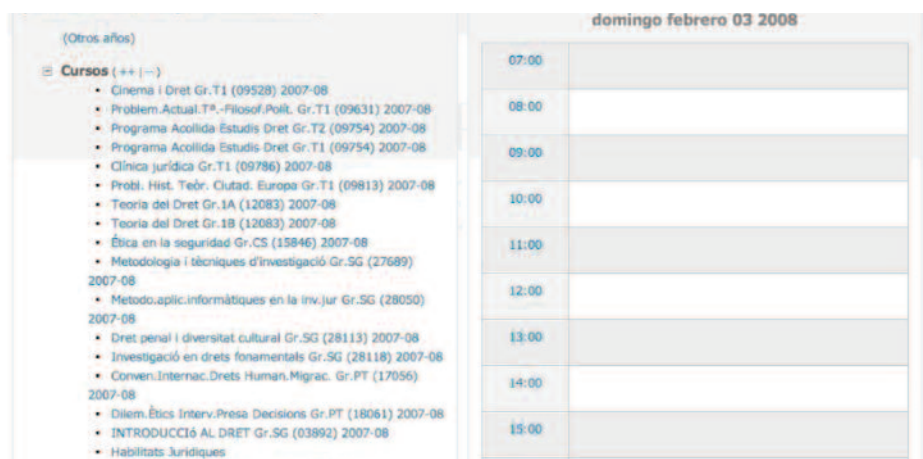 (Otros años)
Cursos (++|--)
• Cinema i Dret Gr.T1 (09528) 2007-08
• Problem.Actual.Tª.-Filosof.Polít. Gr.T1 (09631) 2007-08
• Programa Acollida Estudis Dret Gr.T2 (09754) 2007-08
• Programa Acollida Estudis Dret Gr.T1 (09754) 2007-08
• Clínica jurídica Gr.T1 (09786) 2007-08
• Probl. Hist. Teòr. Ciutad. Europa Gr.T1 (09813) 2007-08
• Teoria del Dret Gr.1A (12083) 2007-08
• Teoria del Dret Gr.1B (12083) 2007-08
• Ética en la seguridad Gr.CS (15846) 2007-08
• Metodologia i tècniques d'investigació Gr.SG (27689)
2007-08
• Metodo.aplic.informàtiques en la inv.jur Gr.SG (28050)
2007-08
• Dret penal i diversitat cultural Gr.SG (28113) 2007-08
• Investigació en drets fonamentals Gr.SG (28118) 2007-08
• Conven.Internac.Drets Human.Migrac. Gr.PT (17056)
2007-08
• Dilem.Ètics Interv.Presa Decisions Gr.PT (18061) 2007-08
• INTRODUCCIó AL DRET Gr.SG (03892) 2007-08
• Habilitats Juridiques
domingo febrero 03 2008
07:00
08:00
09:00
10:00
11:00
12:00
13:00
14:00
15:00